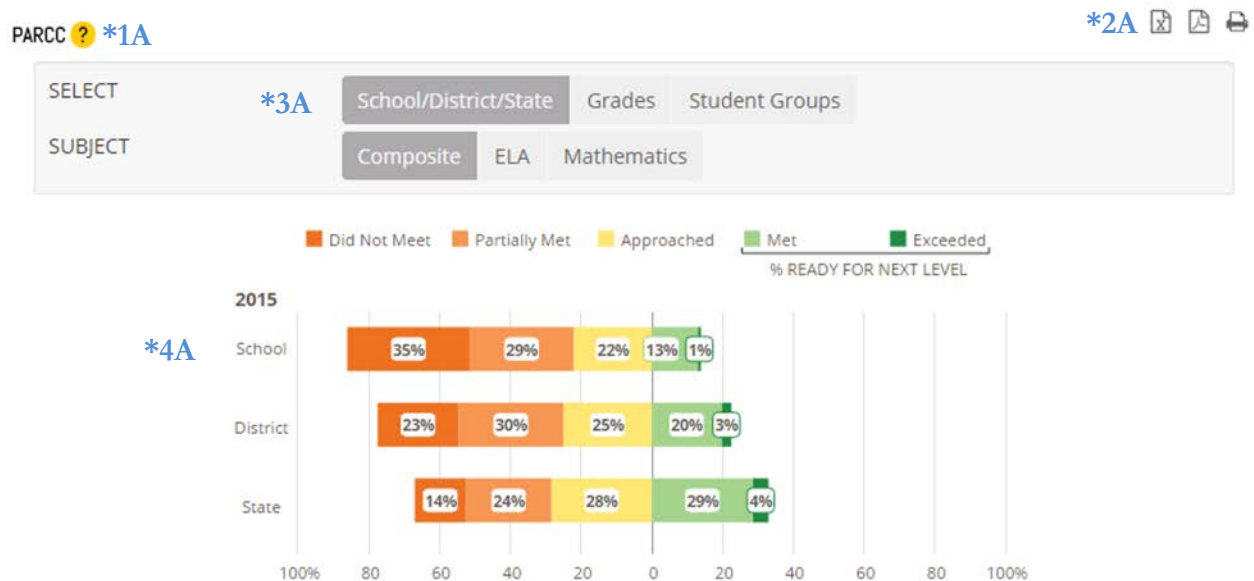 PARCC ? *1A
*2A
SELECT *3A School/District/State Grades Student Groups
SUBJECT Composite ELA Mathematics
Did Not Meet Partially Met Approached Met Exceeded
% READY FOR NEXT LEVEL
2015
*4A School 35% 29% 22% 13% 1%
District 23% 30% 25% 20% 3%
State 14% 24% 28% 29% 4%
100% 80 60 40 20 0 20 40 60 80 100%